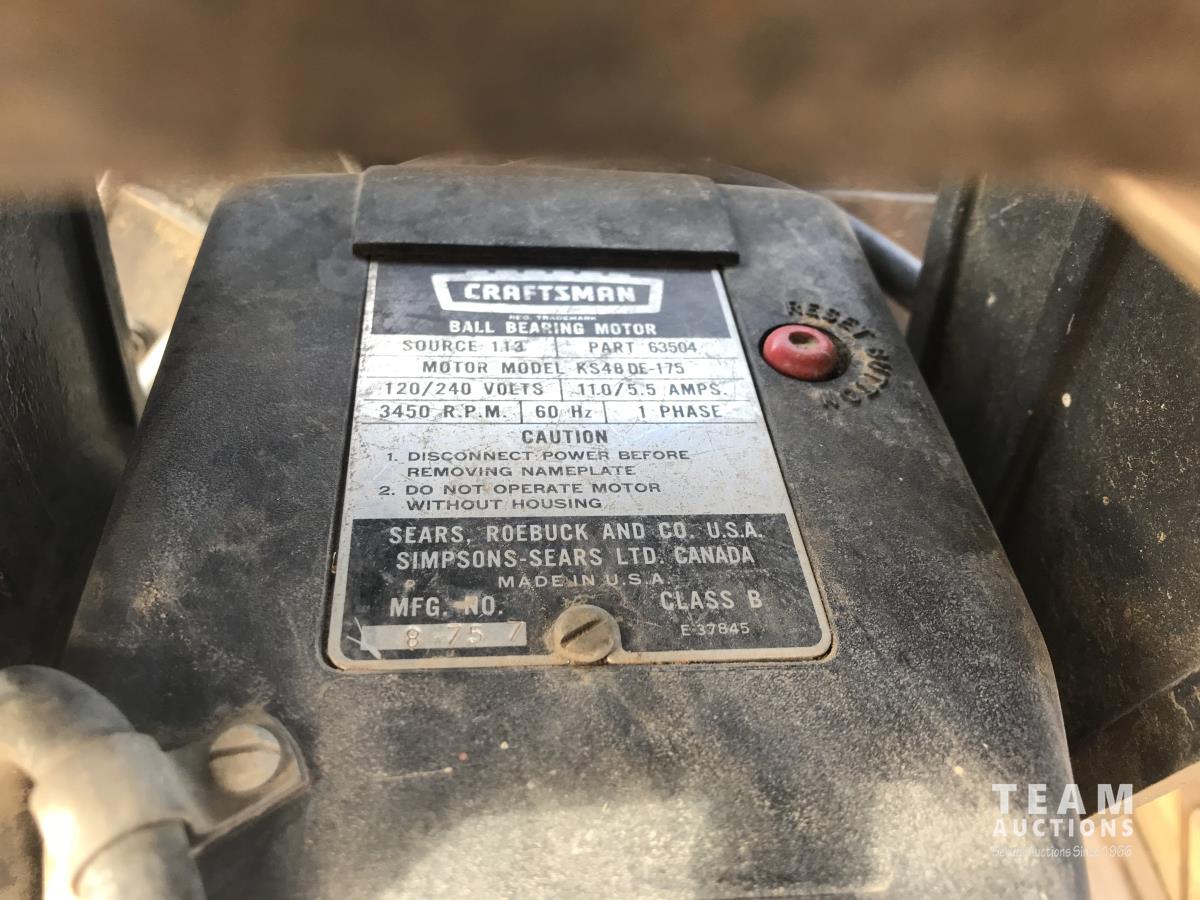 CRAFTSMAN
REG. TRADEMARK
BALL BEARING MOTOR
SOURCE 113 PART 63504
MOTOR MODEL KS48DE-175
120/240 VOLTS 11.0/5.5 AMPS.
3450 R.P.M. 60 Hz 1 PHASE
CAUTION
1. DISCONNECT POWER BEFORE
REMOVING NAMEPLATE
2. DO NOT OPERATE MOTOR
WITHOUT HOUSING
SEARS, ROEBUCK AND CO. U.S.A.
SIMPSONS-SEARS LTD. CANADA
MADE IN U.S.A.
MFG. NO. CLASS B
8 75 7 E-37845
RESET BUTTON
TEAM
AUCTIONS
Auctions Since 1966